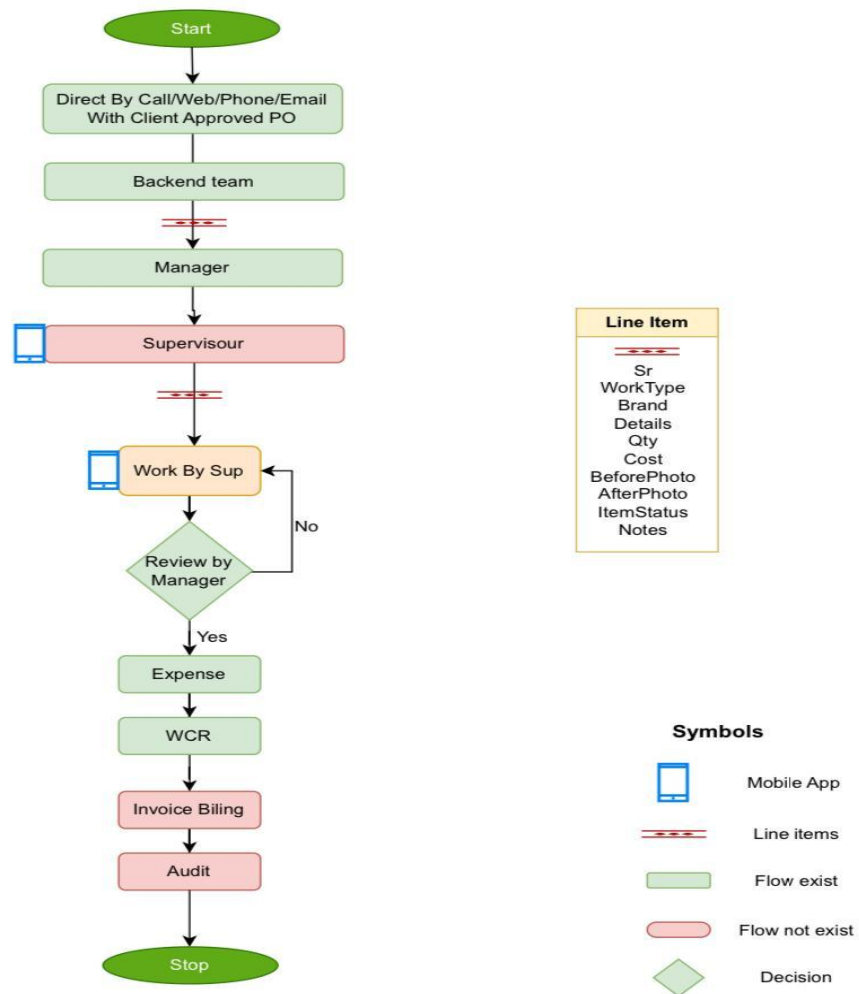 Start
Direct By Call/Web/Phone/Email
With Client Approved PO
Backend team
Manager
Supervisour
Work By Sup
No
Review by
Manager
Yes
Expense
WCR
Invoice Biling
Audit
Stop
Line Item
Sr
WorkType
Brand
Details
Qty
Cost
BeforePhoto
AfterPhoto
ItemStatus
Notes
Symbols
Mobile App
Line items
Flow exist
Flow not exist
Decision